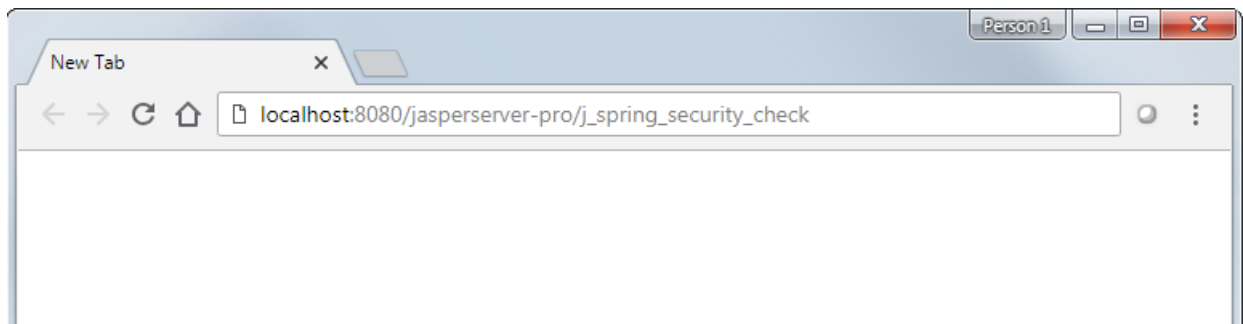 Person 1
New Tab
localhost:8080/jasperserver-pro/j_spring_security_check